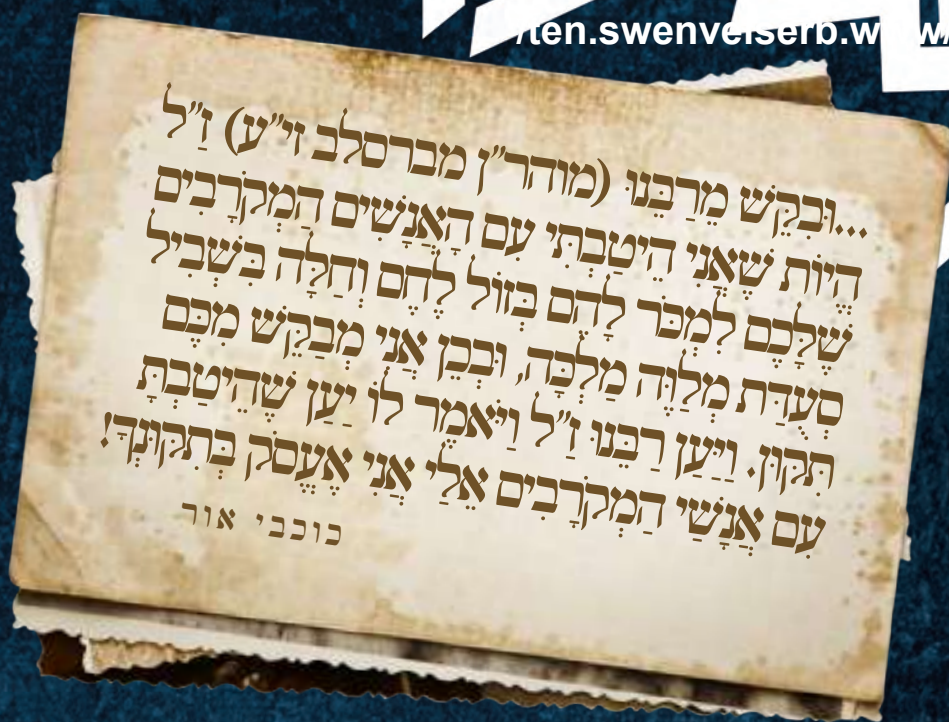 /ten.swenvelserb.w
...וּבִקֵּשׁ מֵרַבֵּנוּ (מוהר"ן מברסלב זי"ע) זַ"ל
הֱיוֹת שֶׁאֲנִי הֵיטַבְתִּי עִם הָאֲנָשִׁים הַמְקֹרָבִים
שֶׁלָּכֶם לִמְכֹּר לָהֶם בְּזוֹל לֶחֶם וְחַלָּה בִּשְׁבִיל
סְעֻדַּת מְלַוֶּה מַלְכָּה, וּבְכֵן אֲנִי מְבַקֵּשׁ מִכֶּם
תִּקּוּן. וַיַּעַן רַבֵּנוּ זַ"ל וַיֹּאמֶר לוֹ יַעַן שֶׁהֵיטַבְתָּ
עִם אֲנָשַׁי הַמְקֹרָבִים אֵלַי אֲנִי אֶעֱסֹק בְּתִקּוּנְךָ!
כוכבי אור